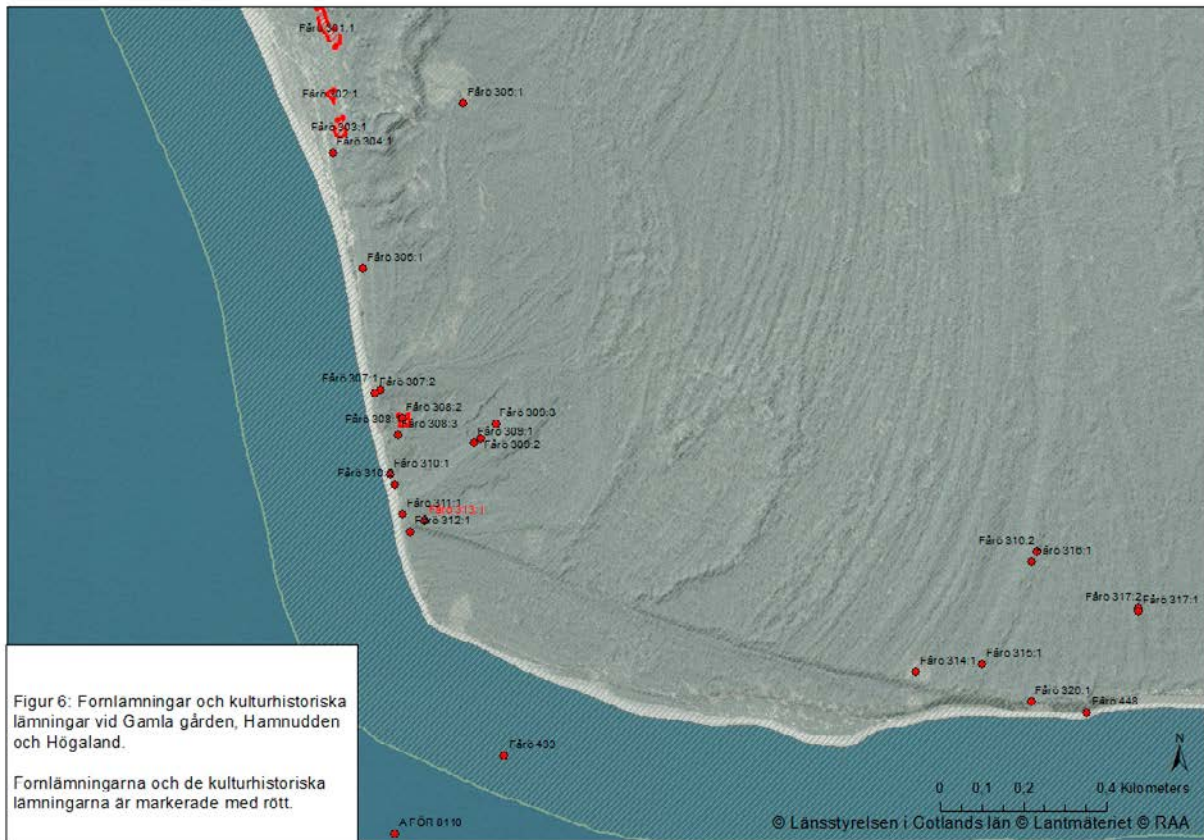 Fårö 301:1
Fårö 305:1
Fårö 302:1
Fårö 303:1
Fårö 304:1
Fårö 306:1
Fårö 307:1
Fårö 307:2
Fårö 308:2
Fårö 308:1
Fårö 308:3
Fårö 309:3
Fårö 309:1
Fårö 309:2
Fårö 310:1
Fårö 310
Fårö 311:1
Fårö 313:1
Fårö 312:1
Fårö 316:1
Fårö 317:2
Fårö 317:1
Fårö 315:1
Fårö 314:1
Fårö 320:1
Fårö 448
Fårö 433
Figur 6: Fornlämningar och kulturhistoriska
lämningar vid Gamla gården, Hamnudden
och Högaland.
Fornlämningarna och de kulturhistoriska
lämningarna är markerade med rött.
N
0 0,1 0,2 0,4 Kilometers
© Länsstyrelsen i Gotlands län © Lantmäteriet © RAA